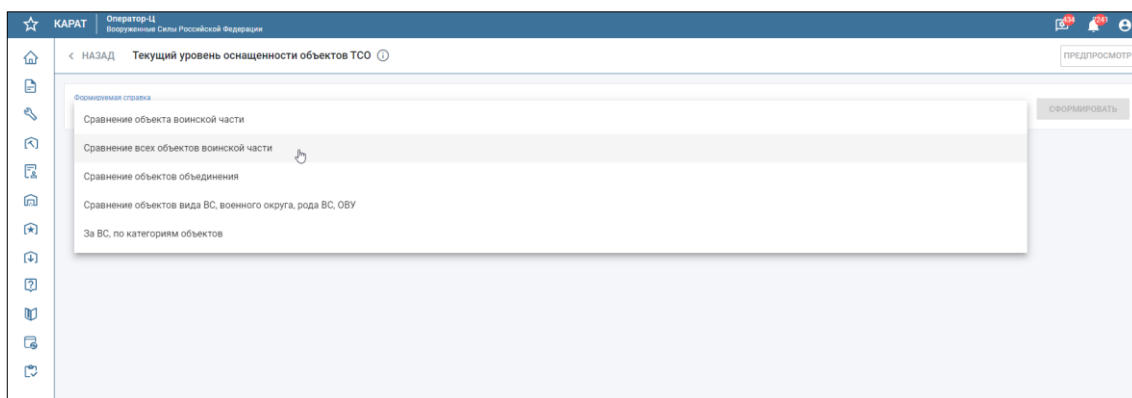 КАРАТ
Оператор-Ц
Вооруженные Силы Российской Федерации
434
241
< НАЗАД Текущий уровень оснащенности объектов ТСО
ПРЕДПРОСМОТР
Формируемая справка
СФОРМИРОВАТЬ
Сравнение объекта воинской части
Сравнение всех объектов воинской части
Сравнение объектов объединения
Сравнение объектов вида ВС, военного округа, рода ВС, ОВУ
За ВС, по категориям объектов